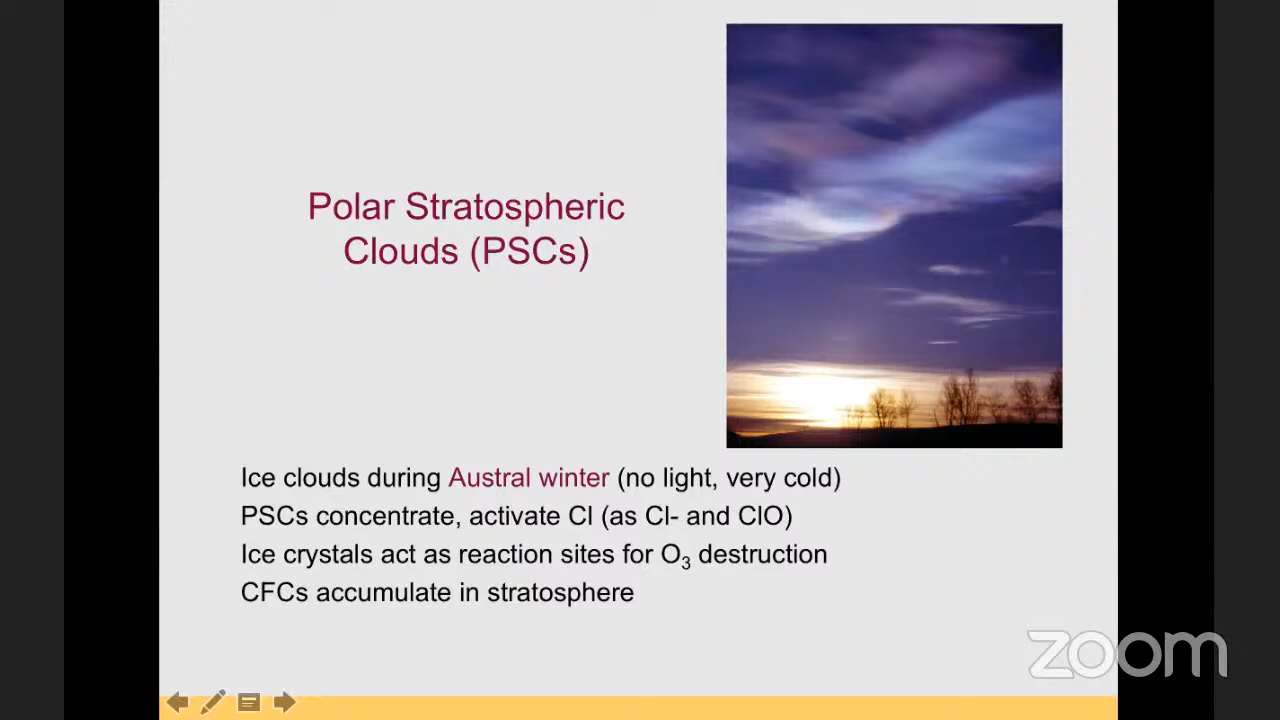 Polar Stratospheric
Clouds (PSCs)
Ice clouds during Austral winter (no light, very cold)
PSCs concentrate, activate Cl (as Cl- and ClO)
Ice crystals act as reaction sites for O3 destruction
CFCs accumulate in stratosphere
zoom